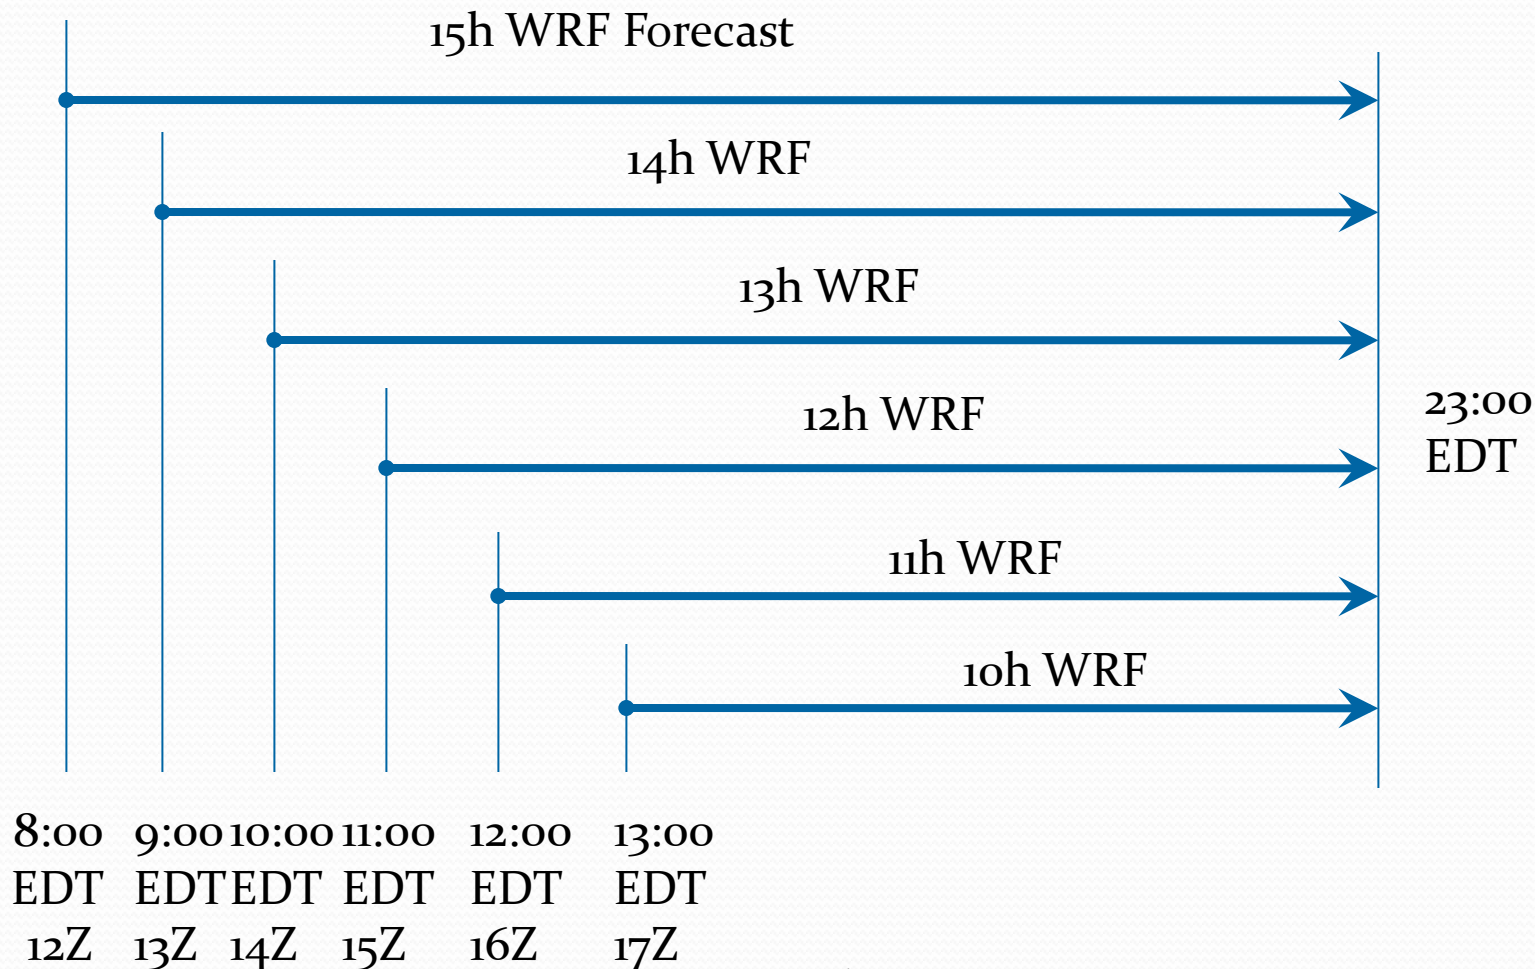 15h WRF Forecast
14h WRF
13h WRF
12h WRF
23:00
EDT
11h WRF
10h WRF
8:00 9:00 10:00 11:00 12:00 13:00
EDT EDT EDT EDT EDT EDT
12Z 13Z 14Z 15Z 16Z 17Z